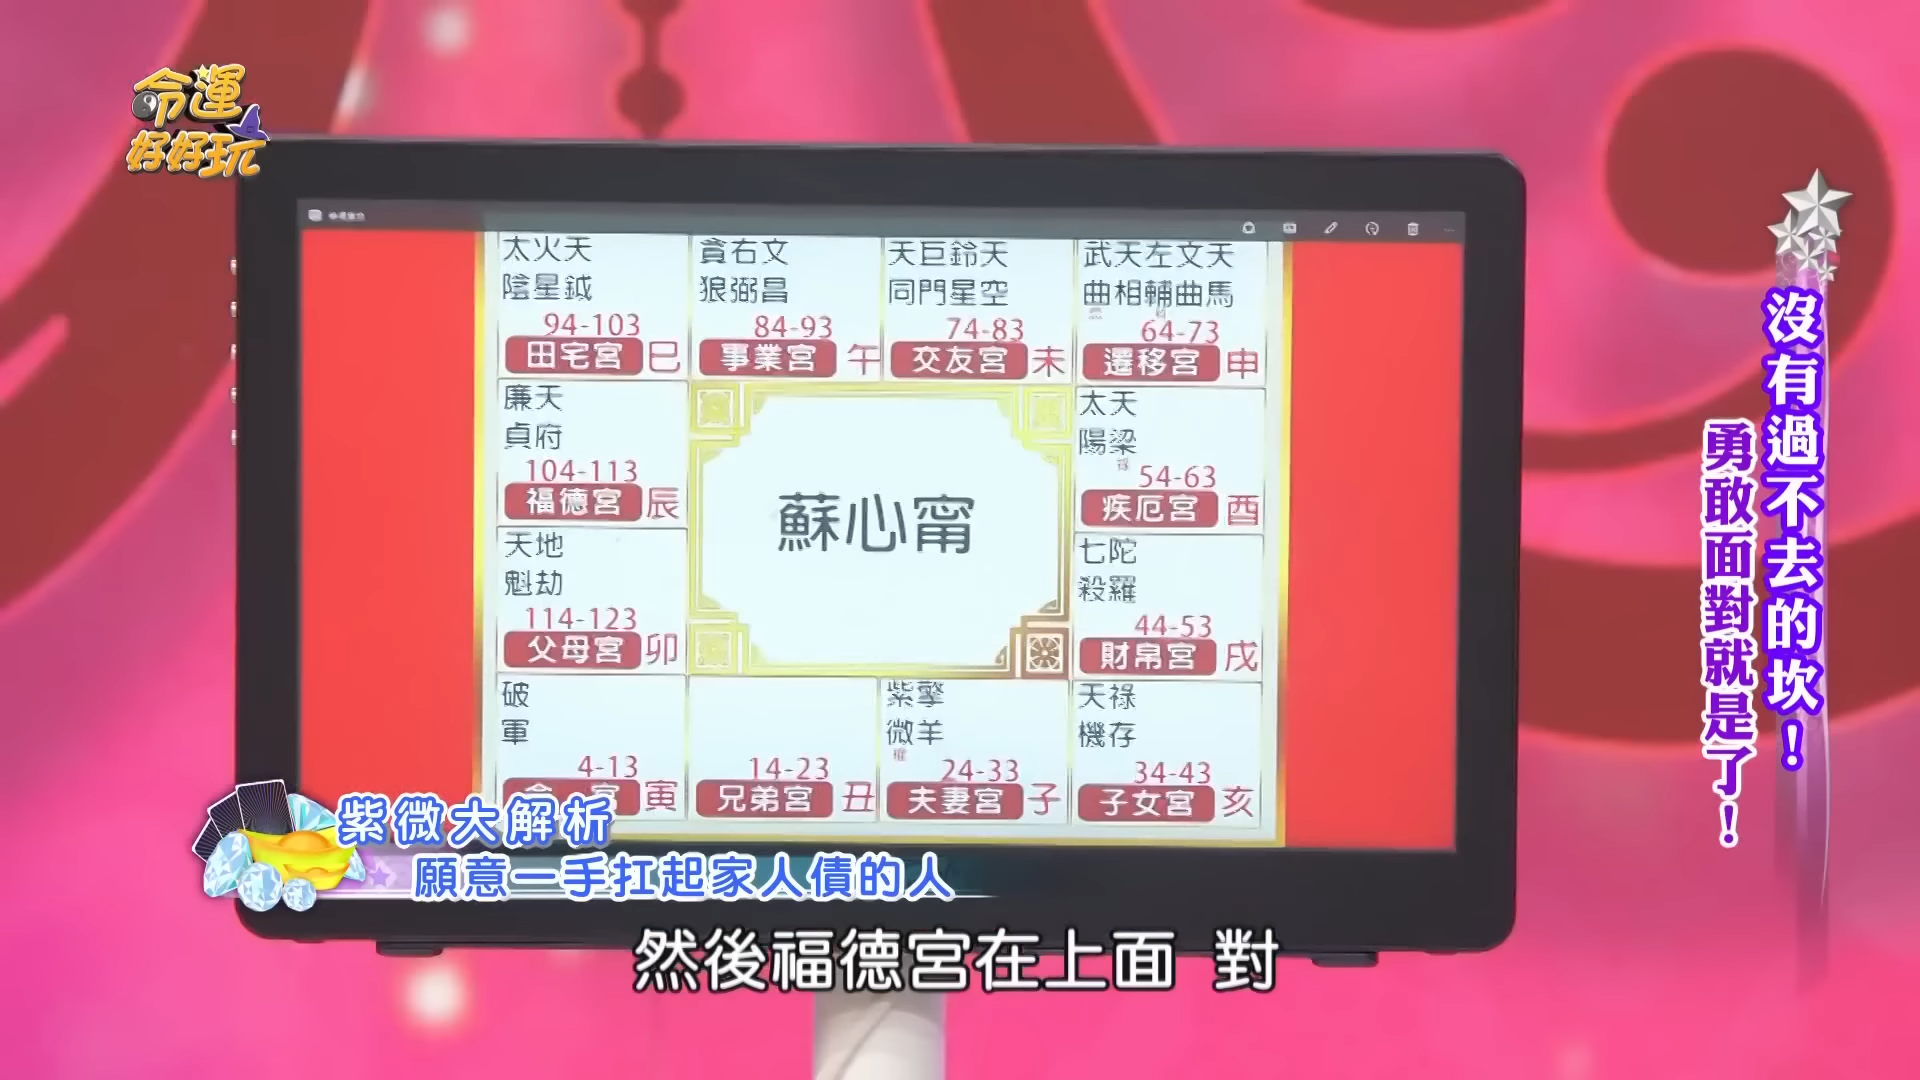 命運
好好玩
太火天
陰星鉞
94-103
田宅宮 巳
貪右文
狼弼昌
84-93
事業宮 午
天巨鈴天
同門星空
74-83
交友宮 未
武天左文天
曲相輔曲馬
64-73
遷移宮 申
廉天
貞府
104-113
福德宮 辰
蘇心甯
太天
陽梁
祿
54-63
疾厄宮 酉
天地
魁劫
114-123
父母宮 卯
七陀
殺羅
44-53
財帛宮 戌
破
軍
4-13
宮 寅
14-23
兄弟宮 丑
紫擎
微羊
權
24-33
夫妻宮 子
天祿
機存
34-43
子女宮 亥
沒有過不去的坎！
勇敢面對就是了！
紫微大解析
願意一手扛起家人債的人
然後福德宮在上面 對